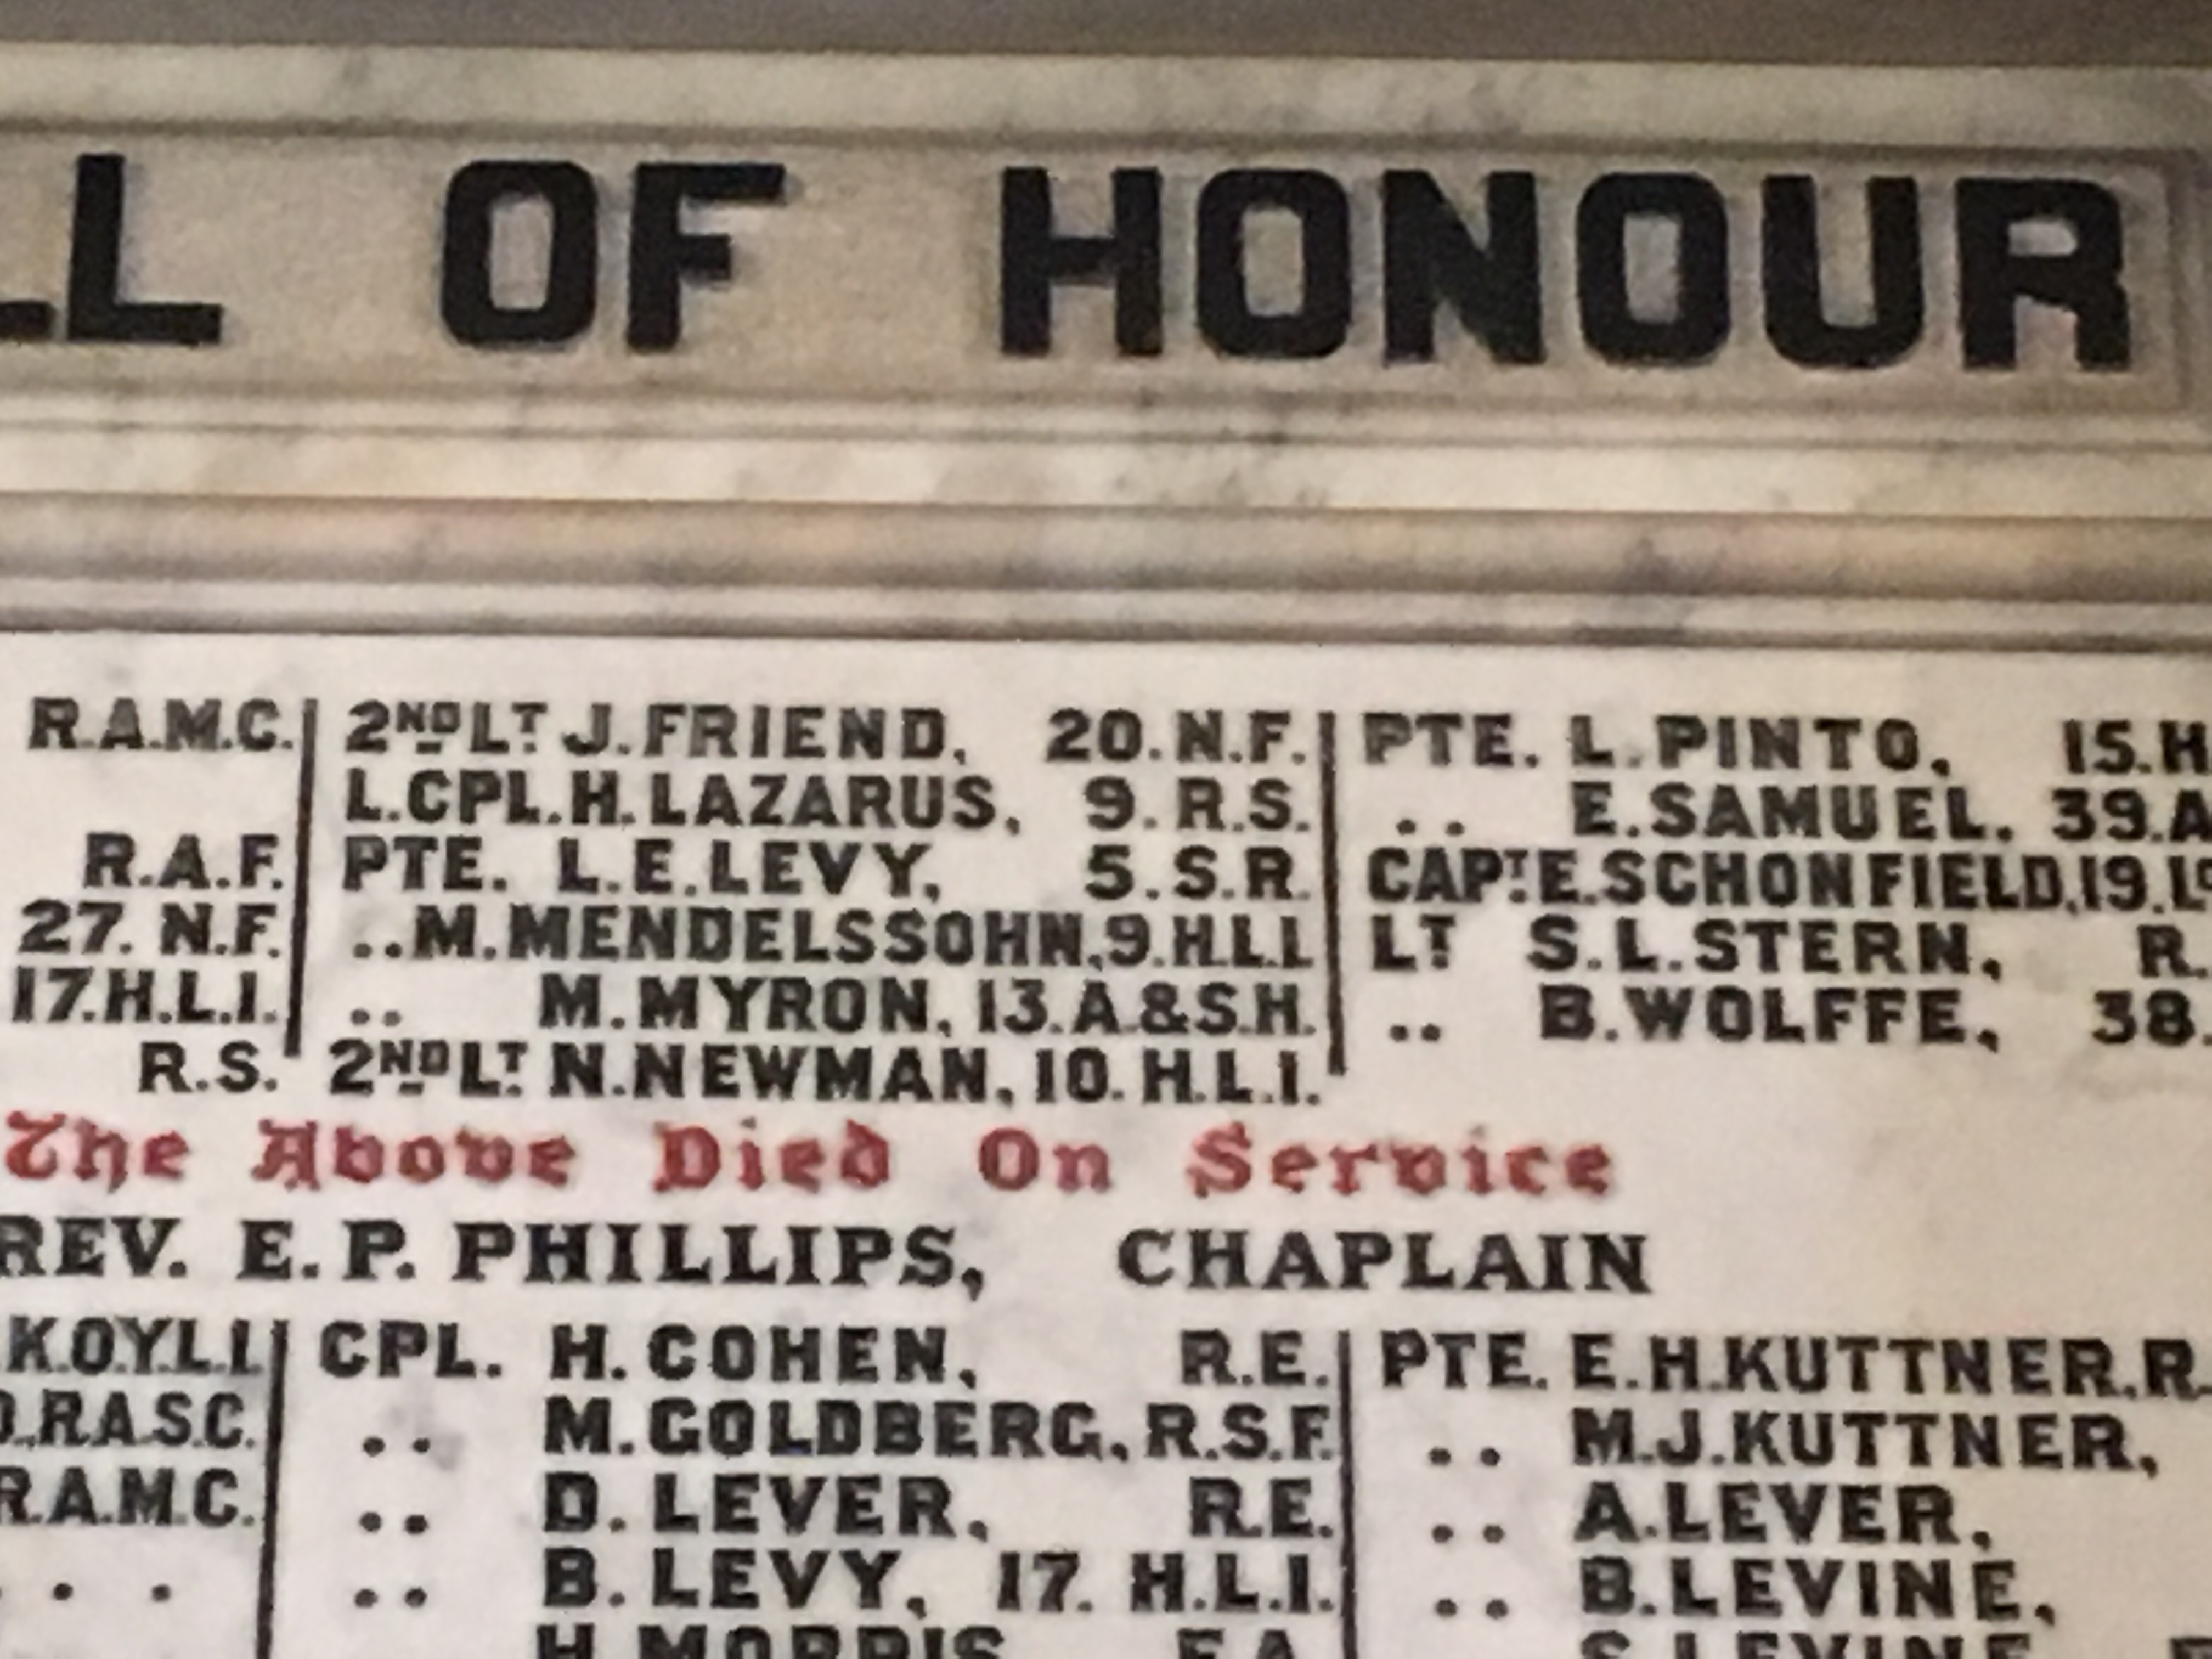 LL OF HONOUR
R.A.M.C. 2ND LT J. FRIEND, 20. N.F. PTE. L. PINTO, 15.H
L.CPL. H. LAZARUS, 9. R.S. .. E. SAMUEL, 39.A
R.A.F. PTE. L.E. LEVY, 5. S.R. CAPT. E. SCHONFIELD, 19.
27. N.F. .. M. MENDELSSOHN, 9. H.L.I. LT S.L. STERN, R.
17. H.L.I. .. M. MYRON, 13. A.&S.H. .. B. WOLFFE, 38.
R.S. 2ND LT N. NEWMAN, 10. H.L.I.
The Above Died On Service
REV. E. P. PHILLIPS, CHAPLAIN
K.O.Y.L.I. CPL. H. COHEN, R.E. PTE. E.H. KUTTNER, R.
R.A.S.C. .. M. GOLDBERG, R.S.F. .. M.J. KUTTNER,
R.A.M.C. .. D. LEVER, R.E. .. A. LEVER,
. . . .. B. LEVY, 17. H.L.I. .. B. LEVINE,
H. MORRIS S. LEVINE